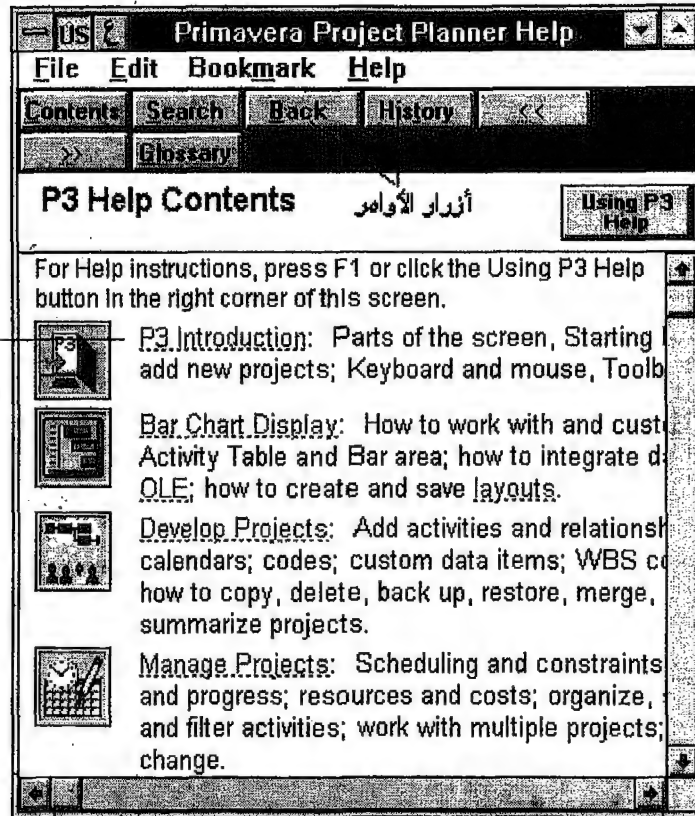 US
Primavera Project Planner Help
File Edit Bookmark Help
Contents Search Back History <<
>> Glossary
P3 Help Contents
أزرار الأوامر
Using P3
Help
For Help instructions, press F1 or click the Using P3 Help
button in the right corner of this screen.
P3
P3 Introduction: Parts of the screen, Starting
add new projects; Keyboard and mouse, Toolb
Bar Chart Display: How to work with and cust
Activity Table and Bar area; how to integrate d
OLE; how to create and save layouts.
Develop Projects: Add activities and relationsh
calendars; codes; custom data items; WBS co
how to copy, delete, back up, restore, merge,
summarize projects.
Manage Projects: Scheduling and constraints
and progress; resources and costs; organize,
and filter activities; work with multiple projects;
change.